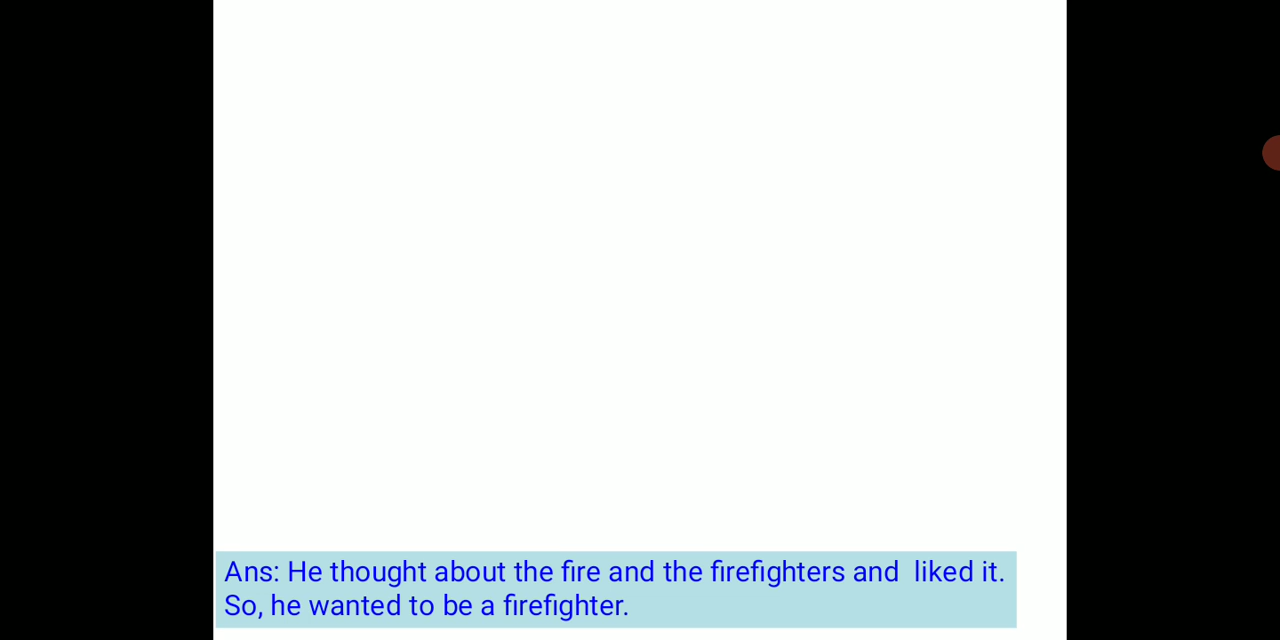 Ans: He thought about the fire and the firefighters and  liked it.
So, he wanted to be a firefighter.